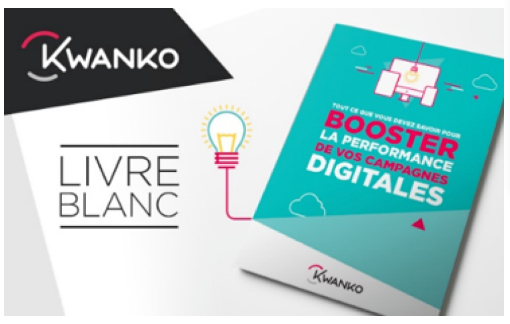 KWANKO
LIVRE
BLANC
TOUT CE QUE VOUS DEVEZ SAVOIR POUR
BOOSTER
LA PERFORMANCE
DE VOS CAMPAGNES
DIGITALES
KWANKO